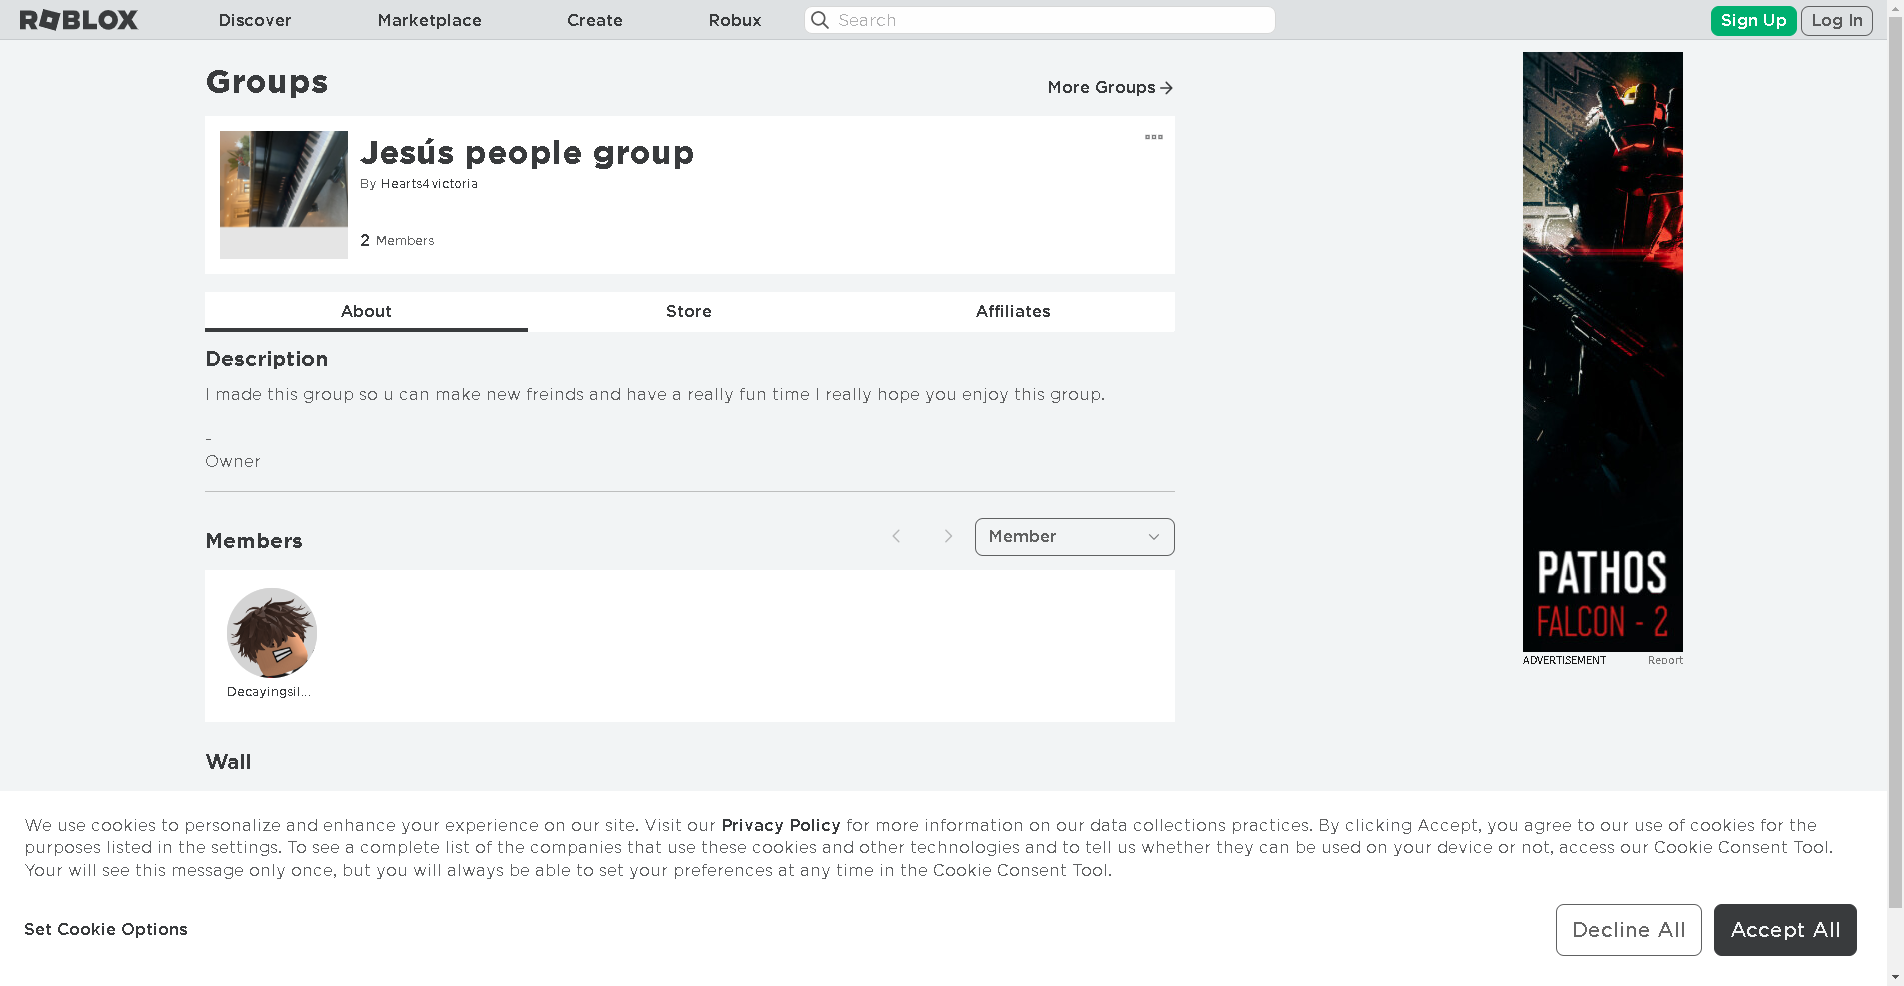 ROBLOX
Discover
Marketplace
Create
Robux
Search
Sign Up
Log In
Groups
More Groups
Jesús people group
By Hearts4victoria
2 Members
About
Store
Affiliates
Description
I made this group so u can make new freinds and have a really fun time I really hope you enjoy this group.
-
Owner
Members
Member
Decayingsil...
Wall
PATHOS
FALCON - 2
ADVERTISEMENT
Report
We use cookies to personalize and enhance your experience on our site. Visit our Privacy Policy for more information on our data collections practices. By clicking Accept, you agree to our use of cookies for the
purposes listed in the settings. To see a complete list of the companies that use these cookies and other technologies and to tell us whether they can be used on your device or not, access our Cookie Consent Tool.
Your will see this message only once, but you will always be able to set your preferences at any time in the Cookie Consent Tool.
Set Cookie Options
Decline All
Accept All